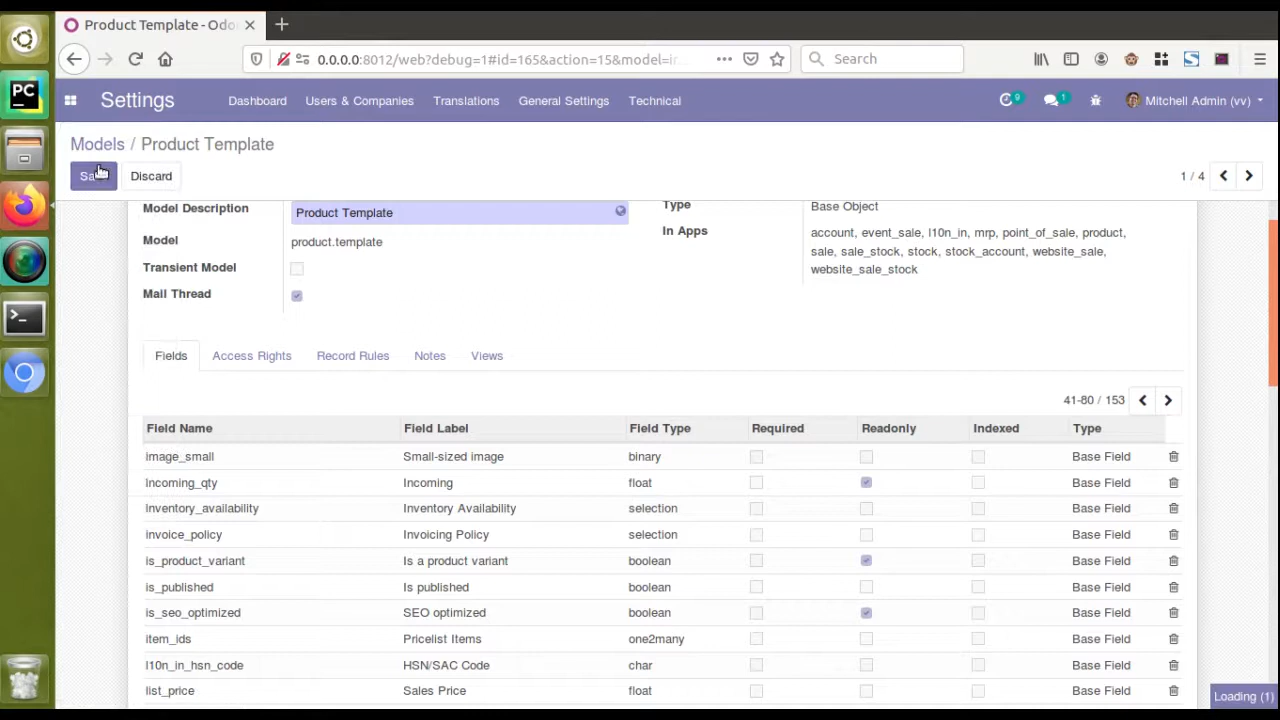 Product Template - Odo
0.0.0.0:8012/web?debug=1#id=165&action=15&model=ir...
Search
PC
Settings
Dashboard
Users & Companies
Translations
General Settings
Technical
9
1
Mitchell Admin (vv)
Models / Product Template
Discard
1 / 4
Model Description
Product Template
Type
Base Object
Model
product.template
In Apps
account, event_sale, l10n_in, mrp, point_of_sale, product,
sale, sale_stock, stock, stock_account, website_sale,
website_sale_stock
Transient Model
Mail Thread
Fields
Access Rights
Record Rules
Notes
Views
41-80 / 153
Field Name Field Label Field Type Required Readonly Indexed Type
image_small Small-sized image binary Base Field
incoming_qty Incoming float Base Field
inventory_availability Inventory Availability selection Base Field
invoice_policy Invoicing Policy selection Base Field
is_product_variant Is a product variant boolean Base Field
is_published Is published boolean Base Field
is_seo_optimized SEO optimized boolean Base Field
item_ids Pricelist Items one2many Base Field
l10n_in_hsn_code HSN/SAC Code char Base Field
list_price Sales Price float Base Field
Loading (1)